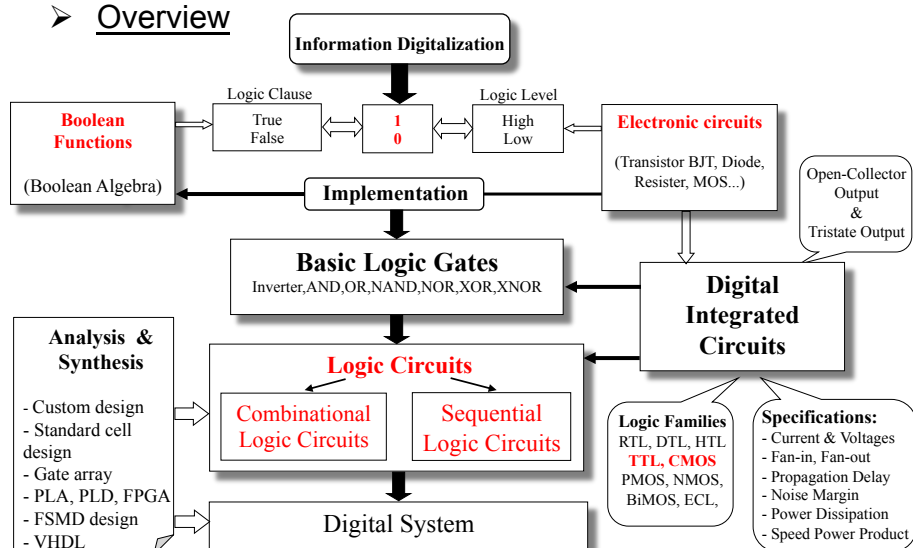 ➢ Overview
Information Digitalization
Logic Clause
True
False
1
0
Logic Level
High
Low
Boolean
Functions
(Boolean Algebra)
Electronic circuits
(Transistor BJT, Diode,
Resister, MOS...)
Implementation
Open-Collector
Output
&
Tristate Output
Basic Logic Gates
Inverter,AND,OR,NAND,NOR,XOR,XNOR
Digital
Integrated
Circuits
Analysis &
Synthesis
- Custom design
- Standard cell
design
- Gate array
- PLA, PLD, FPGA
- FSMD design
- VHDL
Logic Circuits
Combinational
Logic Circuits
Sequential
Logic Circuits
Logic Families
RTL, DTL, HTL
TTL, CMOS
PMOS, NMOS,
BiMOS, ECL,
Specifications:
- Current & Voltages
- Fan-in, Fan-out
- Propagation Delay
- Noise Margin
- Power Dissipation
- Speed Power Product
Digital System